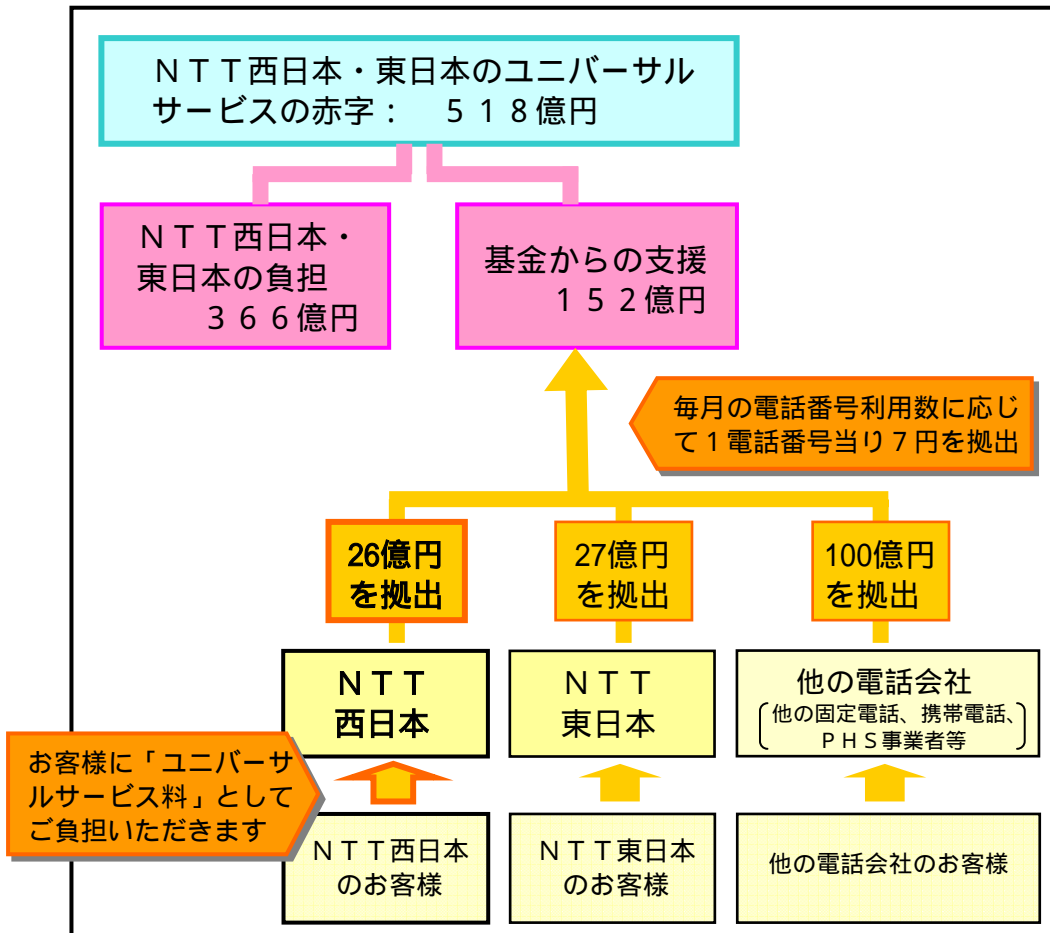 ＮＴＴ西日本・東日本のユニバーサル
サービスの赤字：　５１８億円
ＮＴＴ西日本・
東日本の負担
３６６億円
基金からの支援
１５２億円
毎月の電話番号利用数に応じ
て１電話番号当り７円を拠出
26億円
を拠出
27億円
を拠出
100億円
を拠出
ＮＴＴ
西日本
ＮＴＴ
東日本
他の電話会社
（他の固定電話、携帯電話、
ＰＨＳ事業者等）
お客様に「ユニバーサ
ルサービス料」として
ご負担いただきます
ＮＴＴ西日本
のお客様
ＮＴＴ東日本
のお客様
他の電話会社のお客様